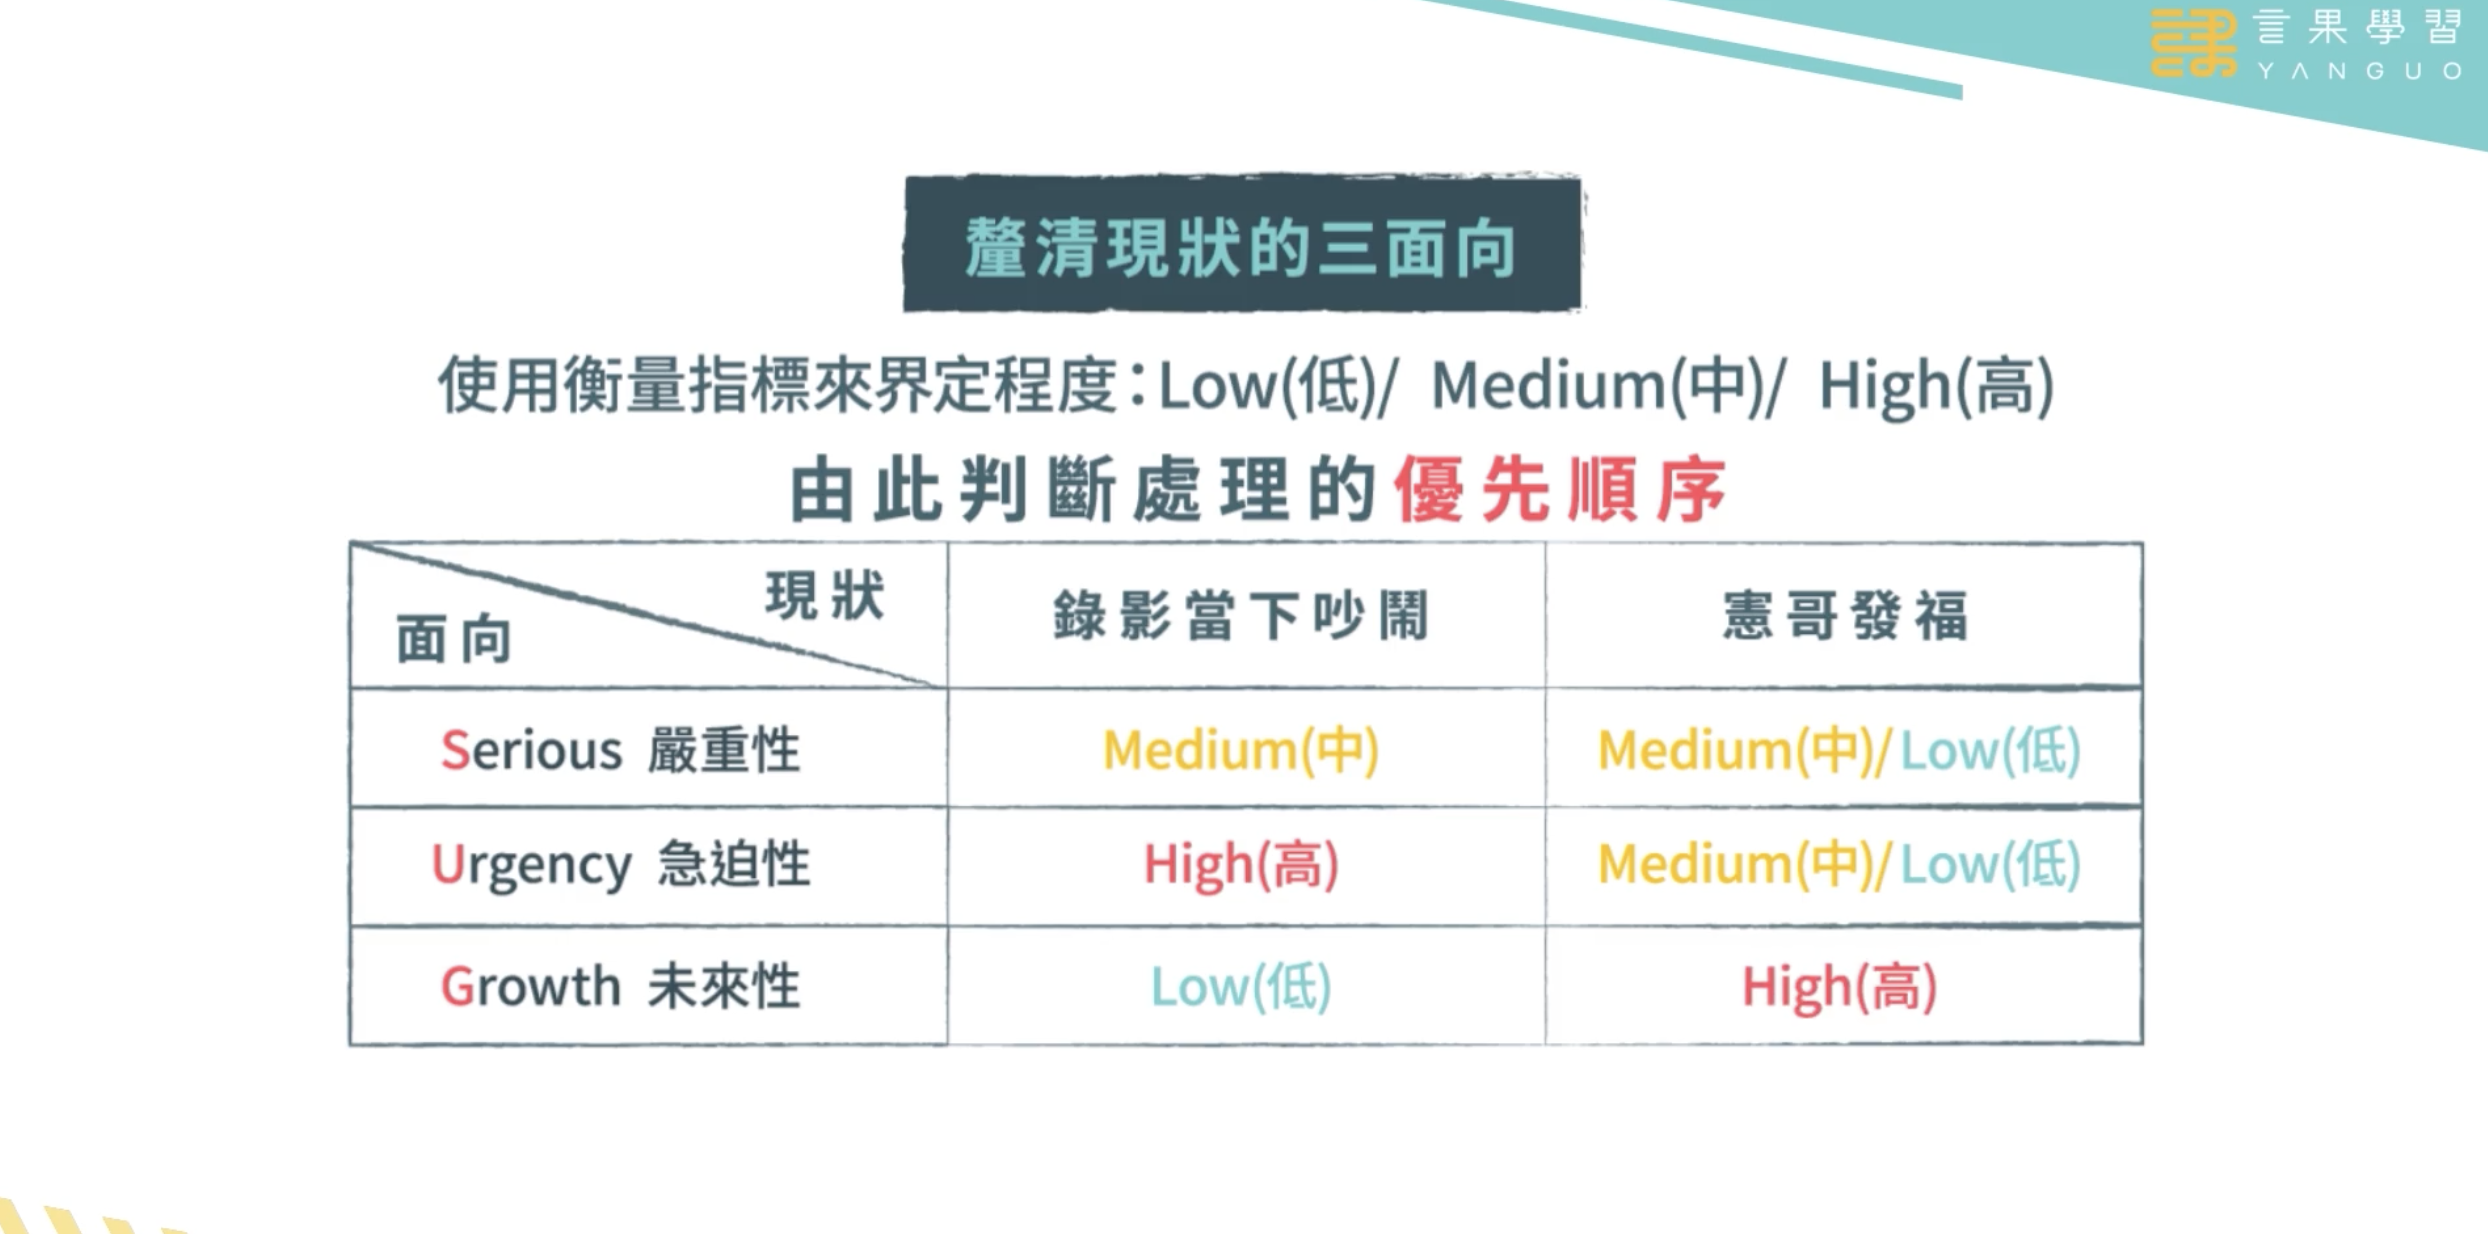 言果學習
YANGUO
釐清現狀的三面向
使用衡量指標來界定程度：Low(低)/ Medium(中)/ High(高)
由此判斷處理的優先順序
現狀
面向
錄影當下吵鬧
憲哥發福
Serious 嚴重性
Medium(中)
Medium(中)/Low(低)
Urgency 急迫性
High(高)
Medium(中)/Low(低)
Growth 未來性
Low(低)
High(高)